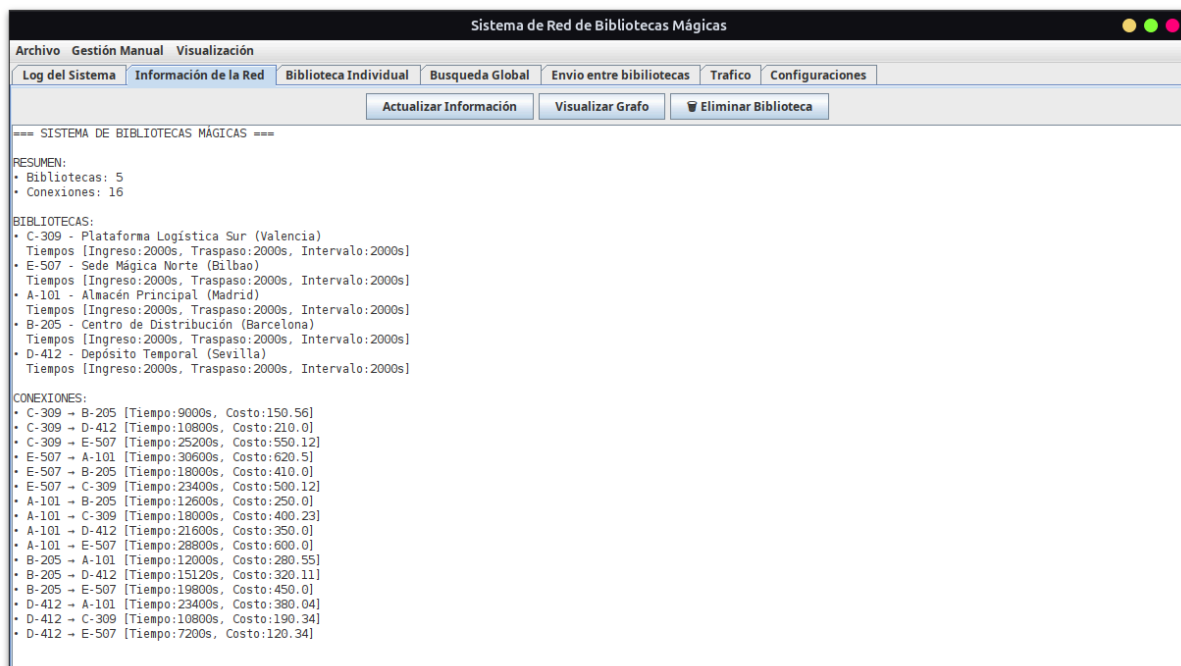 Sistema de Red de Bibliotecas Mágicas
Archivo Gestión Manual Visualización
Log del Sistema Información de la Red Biblioteca Individual Busqueda Global Envio entre bibiliotecas Trafico Configuraciones
Actualizar Información Visualizar Grafo Eliminar Biblioteca
=== SISTEMA DE BIBLIOTECAS MÁGICAS ===
RESUMEN:
• Bibliotecas: 5
• Conexiones: 16
BIBLIOTECAS:
• C-309 - Plataforma Logística Sur (Valencia)
Tiempos [Ingreso:2000s, Traspaso:2000s, Intervalo:2000s]
• E-507 - Sede Mágica Norte (Bilbao)
Tiempos [Ingreso:2000s, Traspaso:2000s, Intervalo:2000s]
• A-101 - Almacén Principal (Madrid)
Tiempos [Ingreso:2000s, Traspaso:2000s, Intervalo:2000s]
• B-205 - Centro de Distribución (Barcelona)
Tiempos [Ingreso:2000s, Traspaso:2000s, Intervalo:2000s]
• D-412 - Depósito Temporal (Sevilla)
Tiempos [Ingreso:2000s, Traspaso:2000s, Intervalo:2000s]
CONEXIONES:
• C-309 → B-205 [Tiempo:9000s, Costo:150.56]
• C-309 → D-412 [Tiempo:10800s, Costo:210.0]
• C-309 → E-507 [Tiempo:25200s, Costo:550.12]
• E-507 → A-101 [Tiempo:30600s, Costo:620.5]
• E-507 → B-205 [Tiempo:18000s, Costo:410.0]
• E-507 → C-309 [Tiempo:23400s, Costo:500.12]
• A-101 → B-205 [Tiempo:12600s, Costo:250.0]
• A-101 → C-309 [Tiempo:18000s, Costo:400.23]
• A-101 → D-412 [Tiempo:21600s, Costo:350.0]
• A-101 → E-507 [Tiempo:28800s, Costo:600.0]
• B-205 → A-101 [Tiempo:12000s, Costo:280.55]
• B-205 → D-412 [Tiempo:15120s, Costo:320.11]
• B-205 → E-507 [Tiempo:19800s, Costo:450.0]
• D-412 → A-101 [Tiempo:23400s, Costo:380.04]
• D-412 → C-309 [Tiempo:10800s, Costo:190.34]
• D-412 → E-507 [Tiempo:7200s, Costo:120.34]